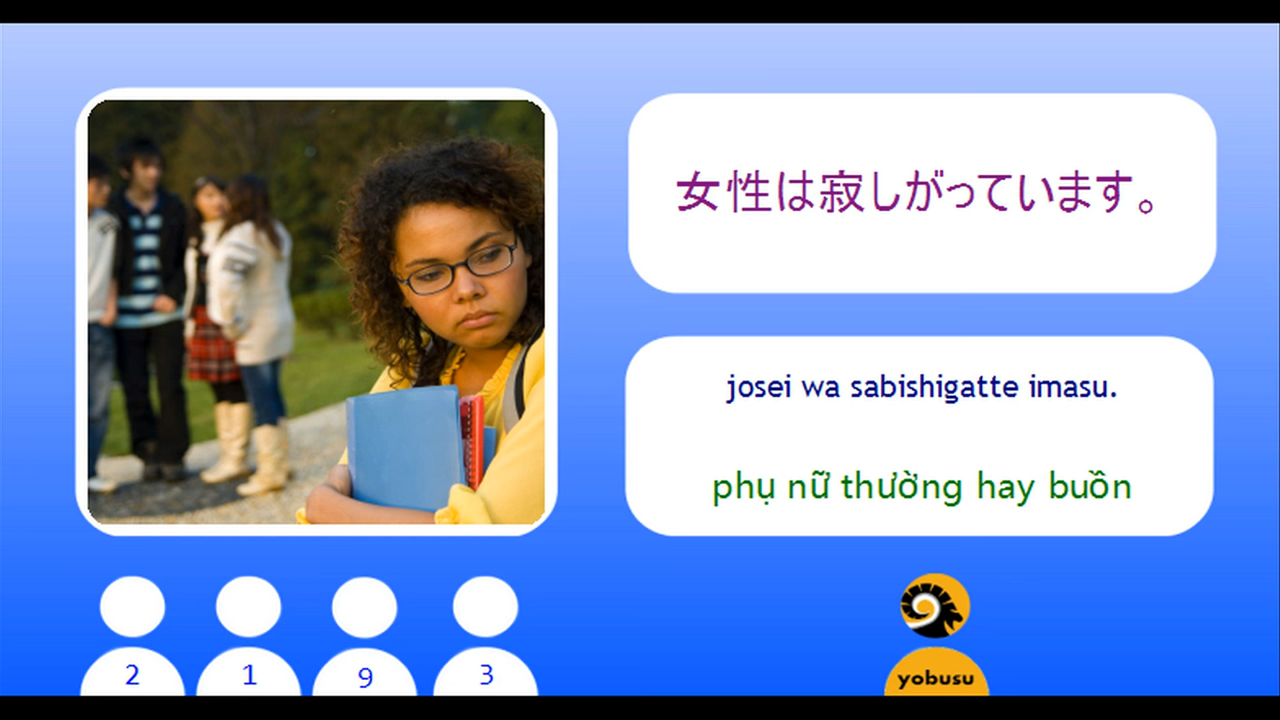 女性は寂しがっています。
josei wa sabishigatte imasu.
phụ nữ thường hay buồn
2 1 9 3
yobusu